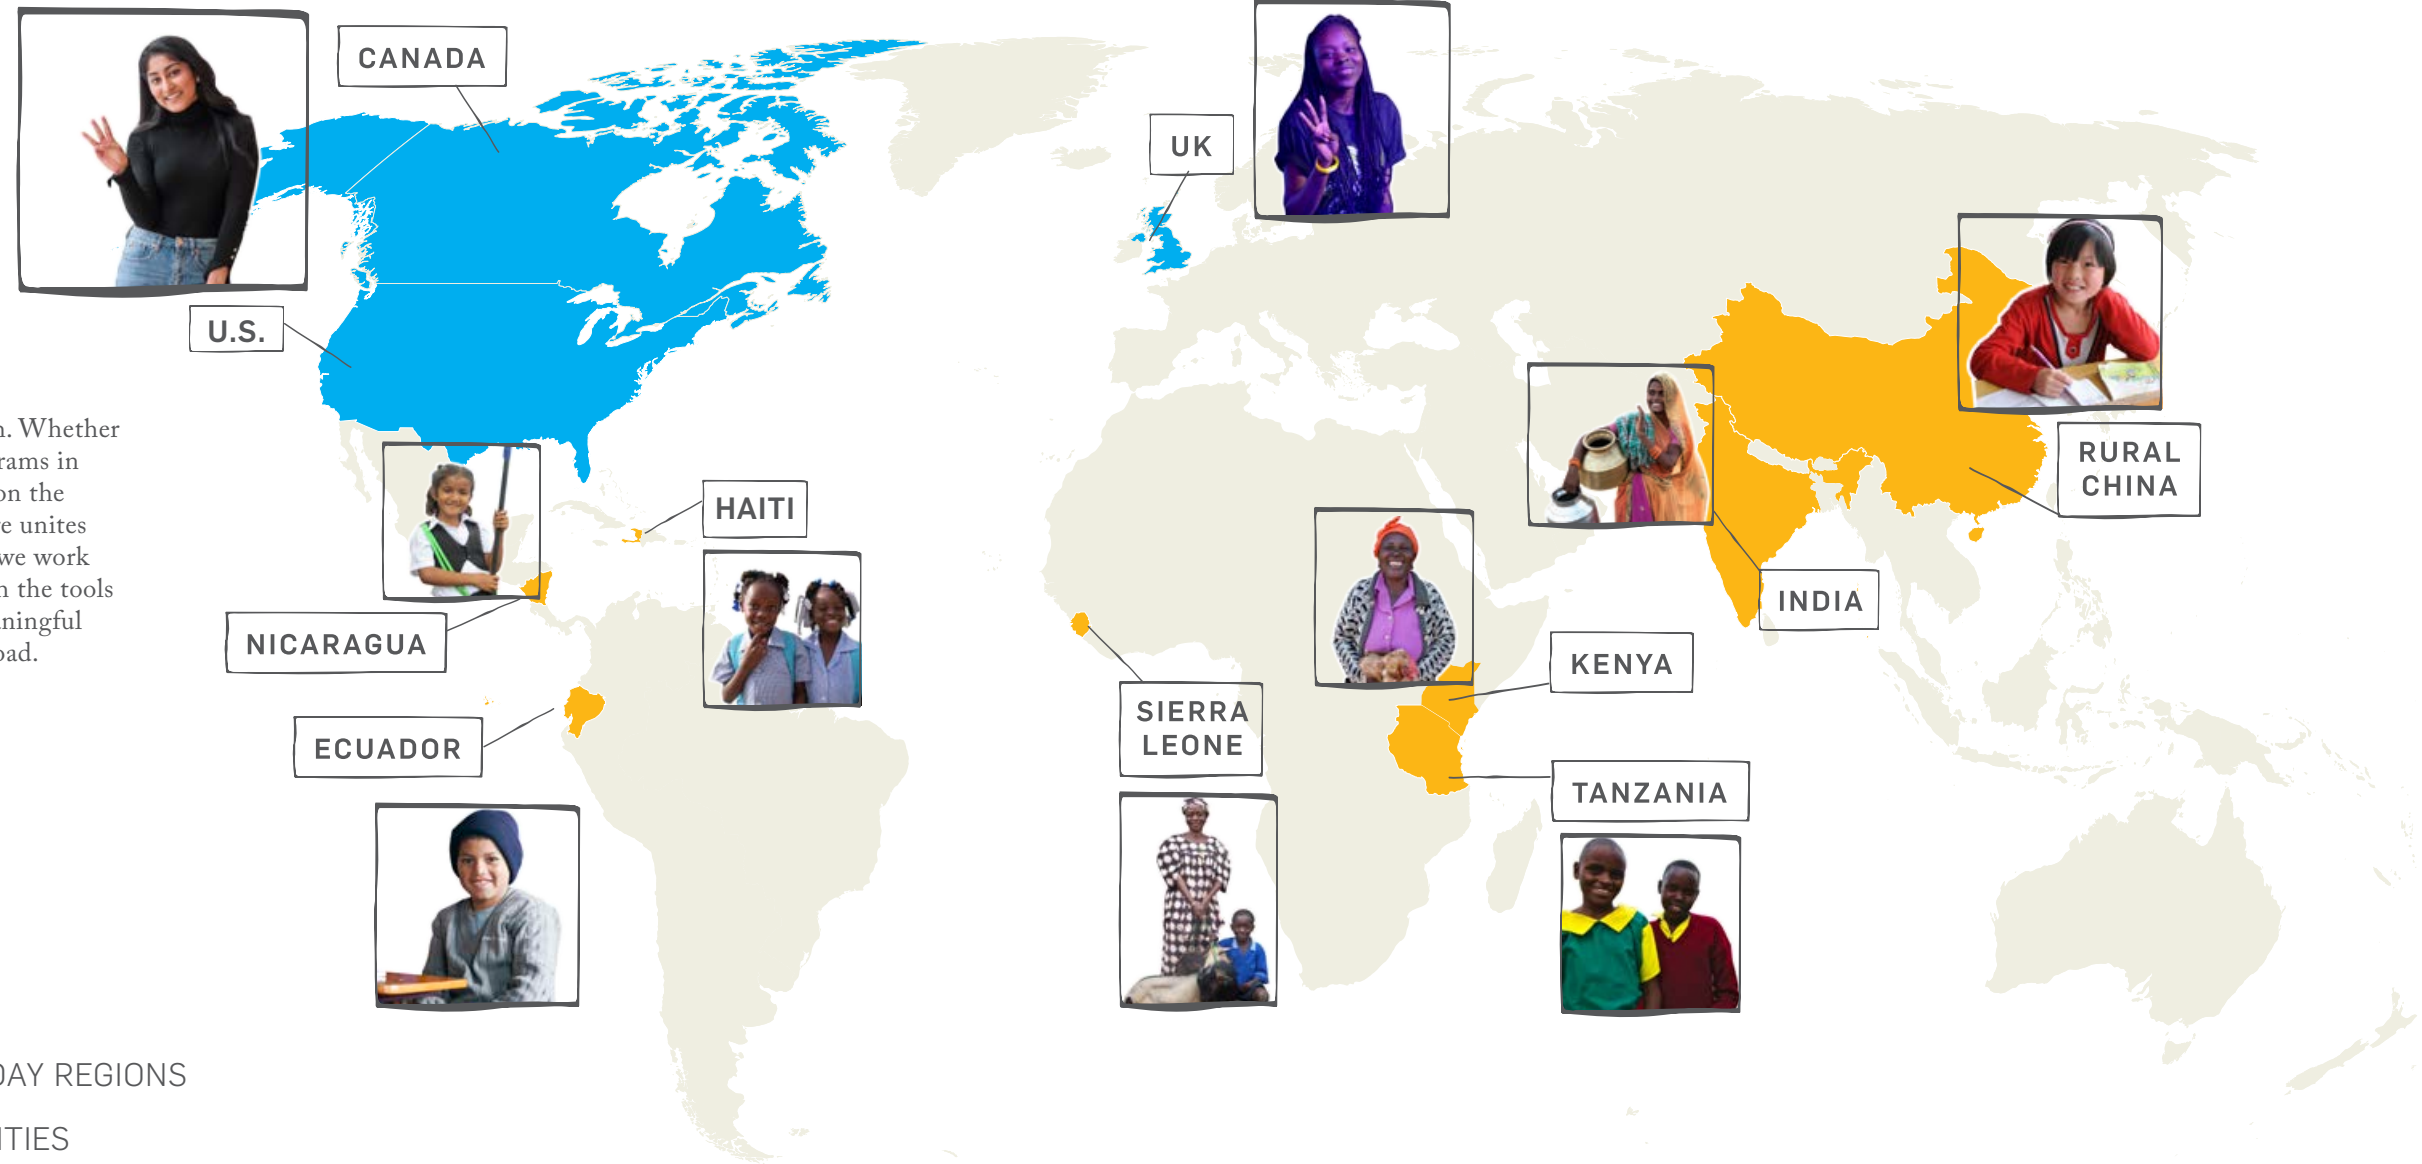 CANADA
UK
U.S.
n. Whether
rams in
on the
re unites
we work
n the tools
ningful
oad.
HAITI
RURAL
CHINA
INDIA
NICARAGUA
KENYA
SIERRA
LEONE
ECUADOR
TANZANIA
DAY REGIONS
ITIES